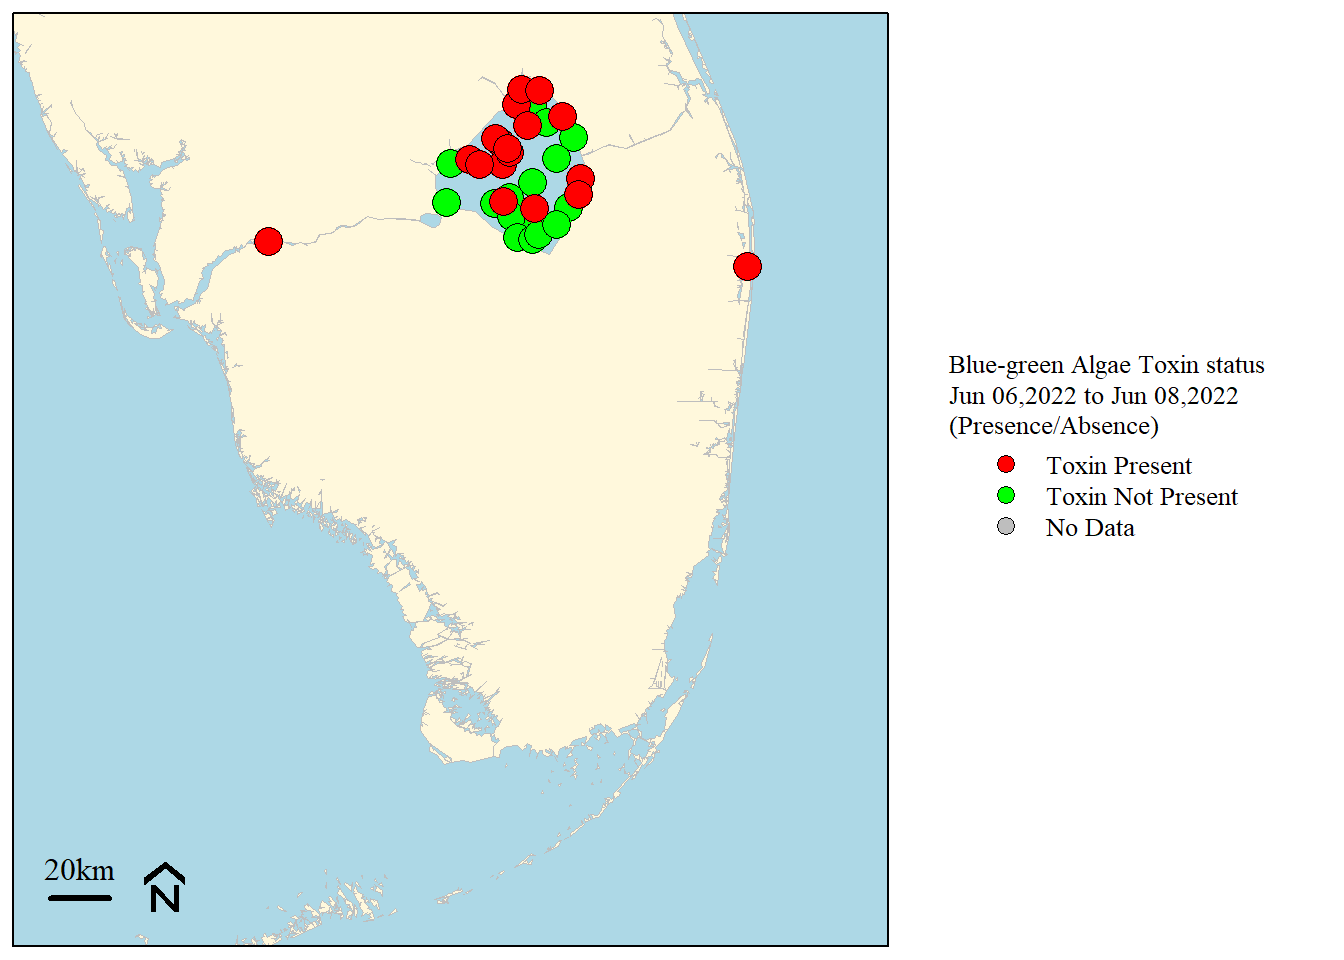 Blue-green Algae Toxin status
Jun 06,2022 to Jun 08,2022
(Presence/Absence)
Toxin Present
Toxin Not Present
No Data
20km
N